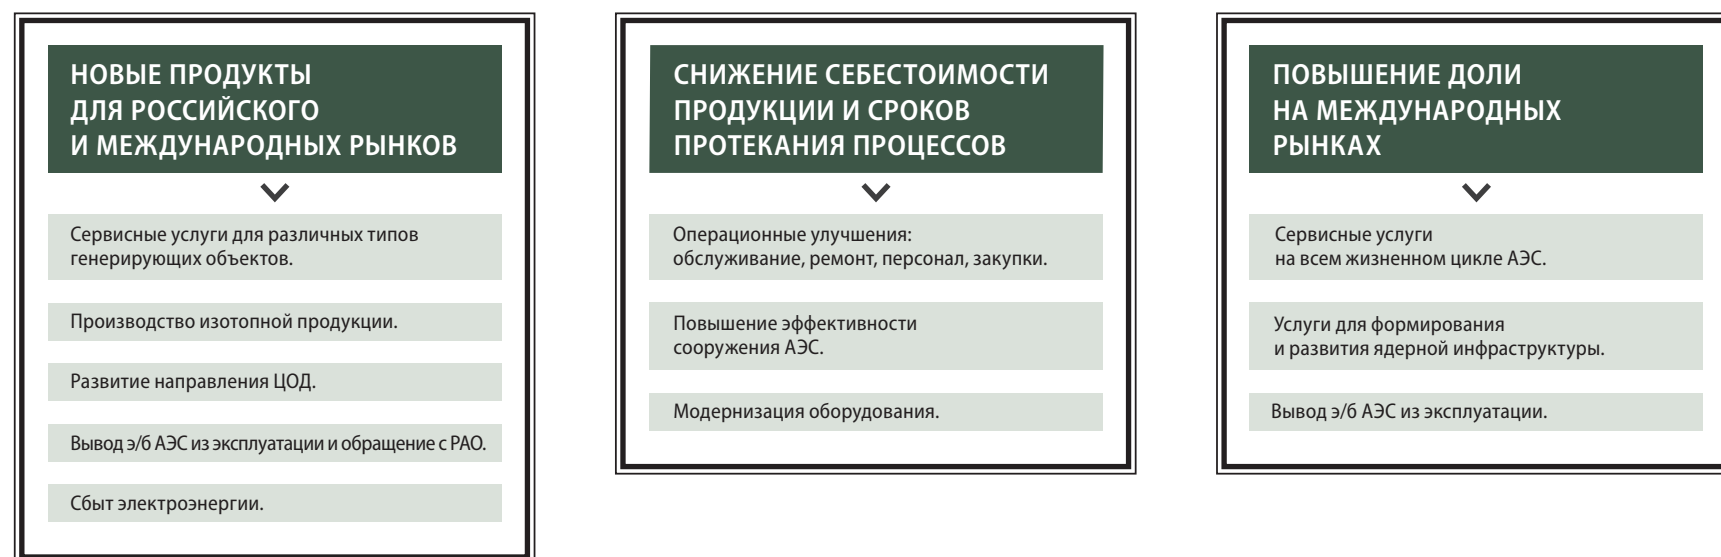 НОВЫЕ ПРОДУКТЫ
ДЛЯ РОССИЙСКОГО
И МЕЖДУНАРОДНЫХ РЫНКОВ
Сервисные услуги для различных типов
генерирующих объектов.
Производство изотопной продукции.
Развитие направления ЦОД.
Вывод э/б АЭС из эксплуатации и обращение с РАО.
Сбыт электроэнергии.
СНИЖЕНИЕ СЕБЕСТОИМОСТИ
ПРОДУКЦИИ И СРОКОВ
ПРОТЕКАНИЯ ПРОЦЕССОВ
Операционные улучшения:
обслуживание, ремонт, персонал, закупки.
Повышение эффективности
сооружения АЭС.
Модернизация оборудования.
ПОВЫШЕНИЕ ДОЛИ
НА МЕЖДУНАРОДНЫХ
РЫНКАХ
Сервисные услуги
на всем жизненном цикле АЭС.
Услуги для формирования
и развития ядерной инфраструктуры.
Вывод э/б АЭС из эксплуатации.